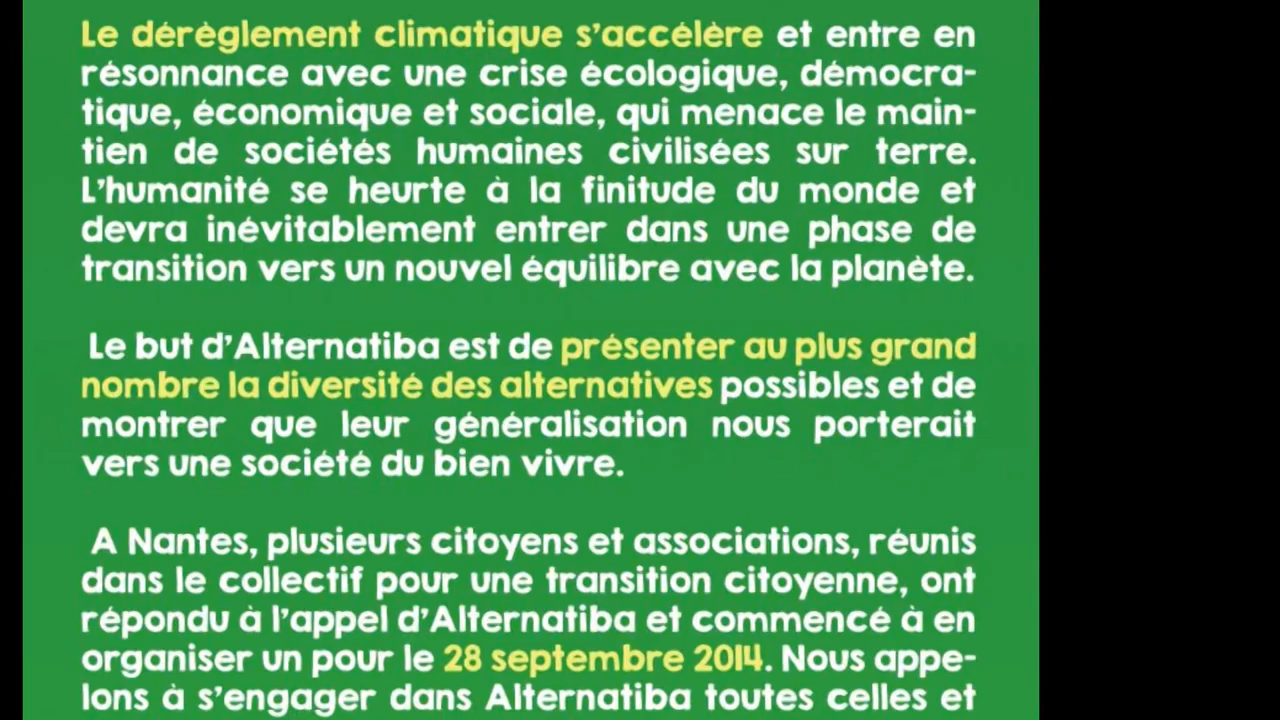 Le dérèglement climatique s'accélère et entre en
résonnance avec une crise écologique, démocra-
tique, économique et sociale, qui menace le main-
tien de sociétés humaines civilisées sur terre.
L'humanité se heurte à la finitude du monde et
devra inévitablement entrer dans une phase de
transition vers un nouvel équilibre avec la planète.
Le but d'Alternatiba est de présenter au plus grand
nombre la diversité des alternatives possibles et de
montrer que leur généralisation nous porterait
vers une société du bien vivre.
A Nantes, plusieurs citoyens et associations, réunis
dans le collectif pour une transition citoyenne, ont
répondu à l'appel d'Alternatiba et commencé à en
organiser un pour le 28 septembre 2014. Nous appe-
lons à s'engager dans Alternatiba toutes celles et